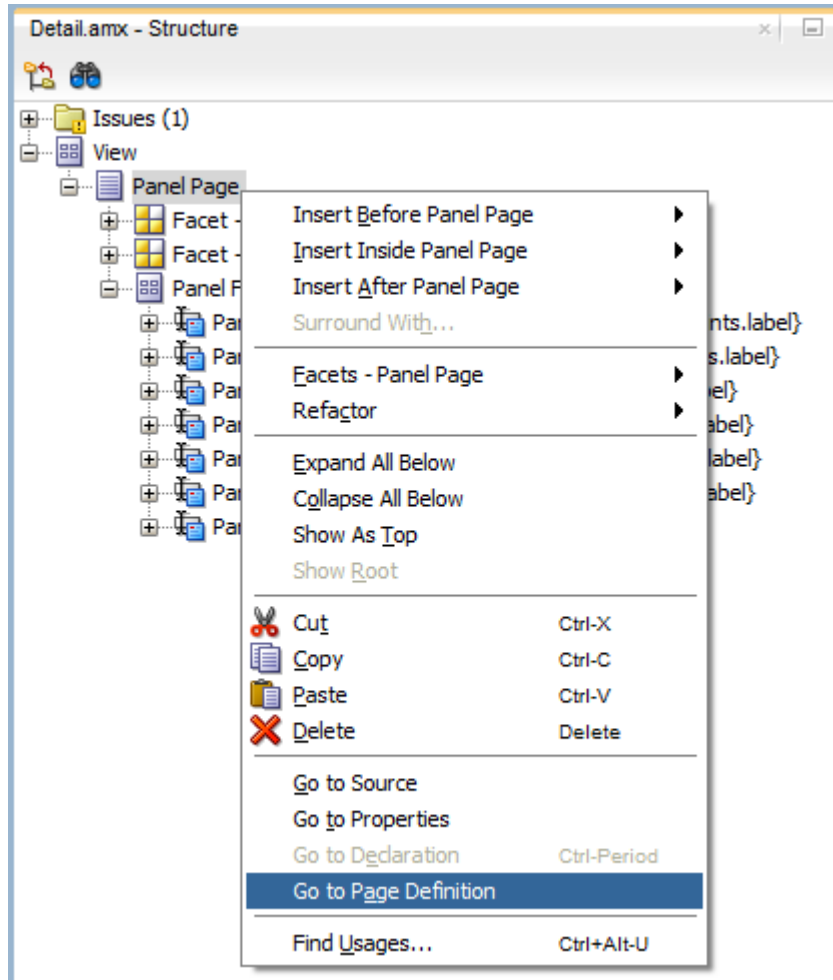 Detail.amx - Structure
Issues (1)
View
Panel Page
Facet -
Facet -
Panel F
Par
Par
Par
Par
Par
Par
Par
nts.label}
s.label}
el}
abel}
label}
abel}
Insert Before Panel Page
Insert Inside Panel Page
Insert After Panel Page
Surround With...
Facets - Panel Page
Refactor
Expand All Below
Collapse All Below
Show As Top
Show Root
Cut Ctrl-X
Copy Ctrl-C
Paste Ctrl-V
Delete Delete
Go to Source
Go to Properties
Go to Declaration Ctrl-Period
Go to Page Definition
Find Usages... Ctrl+Alt-U